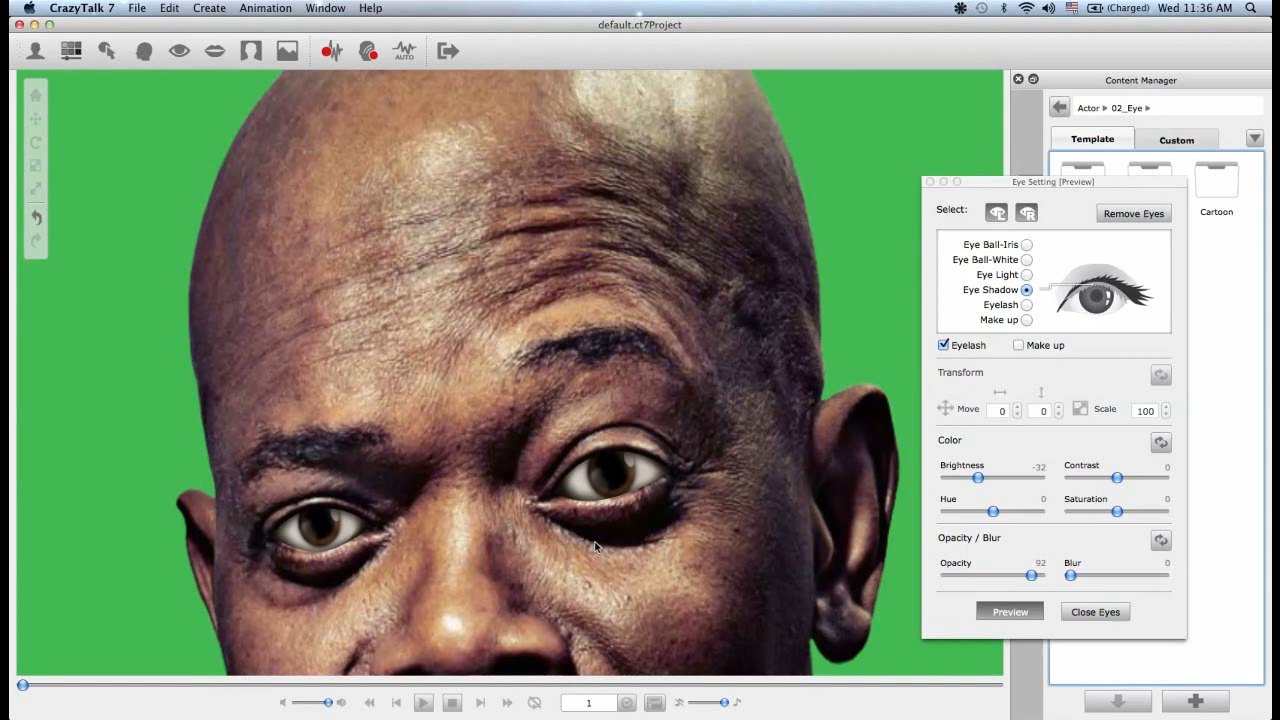 CrazyTalk 7 File Edit Create Animation Window Help (Charged) Wed 11:36 AM
default.ct7Project
AUTO
Content Manager
Actor 02_Eye
Template Custom
Cartoon
Eye Setting [Preview]
Select: L R Remove Eyes
Eye Ball-Iris
Eye Ball-White
Eye Light
Eye Shadow
Eyelash
Make up
Eyelash Make up
Transform
Move 0 0 Scale 100
Color
Brightness -32 Contrast 0
Hue 0 Saturation 0
Opacity / Blur
Opacity 92 Blur 0
Preview Close Eyes
1